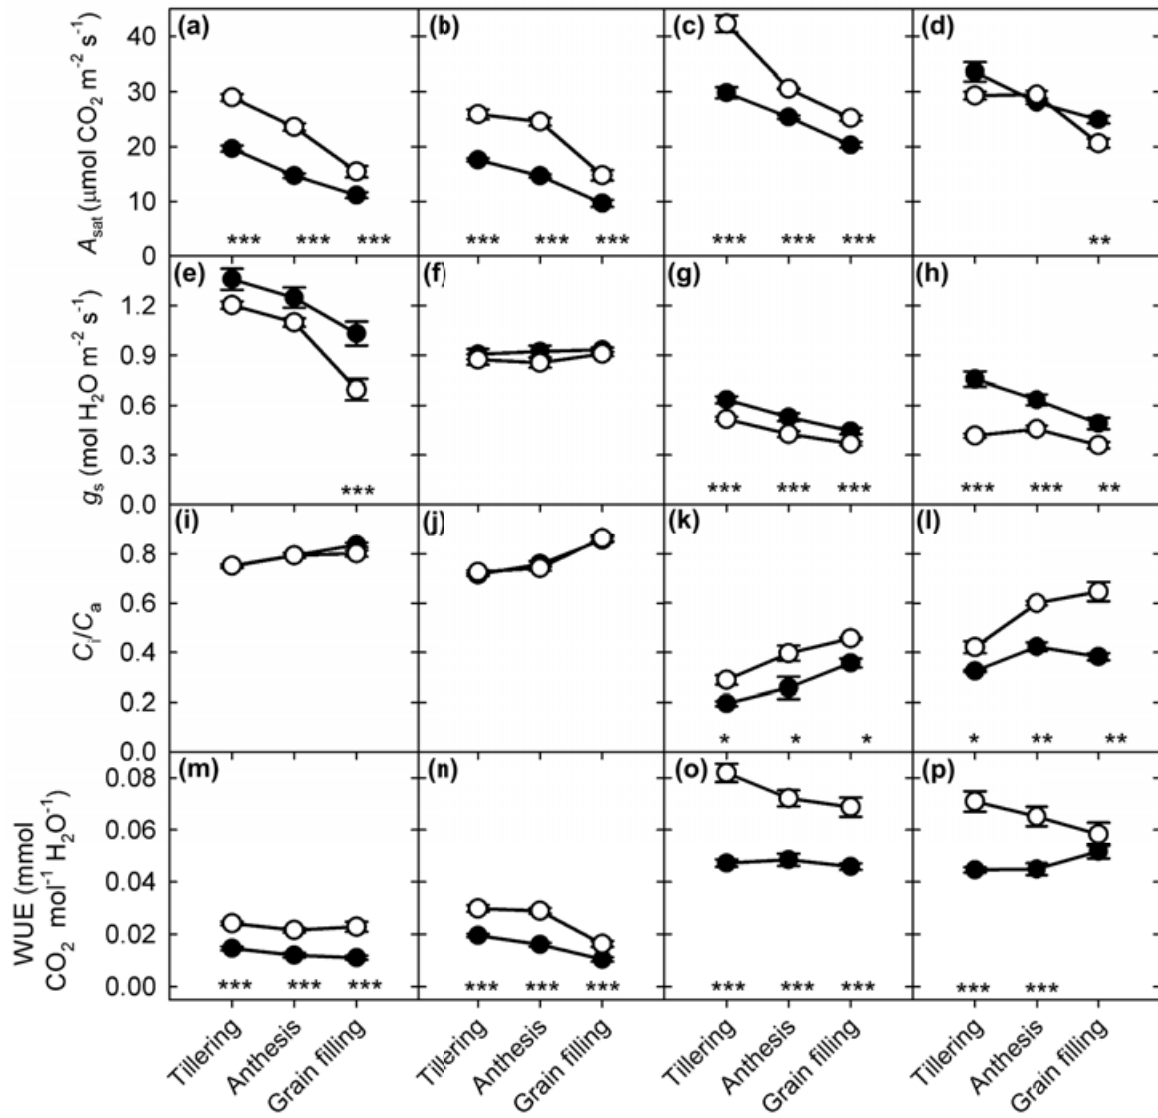 (a) (b) (c) (d)
A_sat (μmol CO₂ m⁻² s⁻¹)
40
30
20
10
0
*** *** *** *** *** *** *** *** *** **
(e) (f) (g) (h)
g_s (mol H₂O m⁻² s⁻¹)
1.2
0.9
0.6
0.3
0.0
*** *** *** *** *** *** **
(i) (j) (k) (l)
C_i/C_a
0.8
0.6
0.4
0.2
0.0
* * * * ** **
(m) (n) (o) (p)
WUE (mmol
CO₂ mol⁻¹ H₂O⁻¹)
0.08
0.06
0.04
0.02
0.00
*** *** *** *** *** *** *** *** *** *** ***
Tillering Anthesis Grain filling Tillering Anthesis Grain filling Tillering Anthesis Grain filling Tillering Anthesis Grain filling